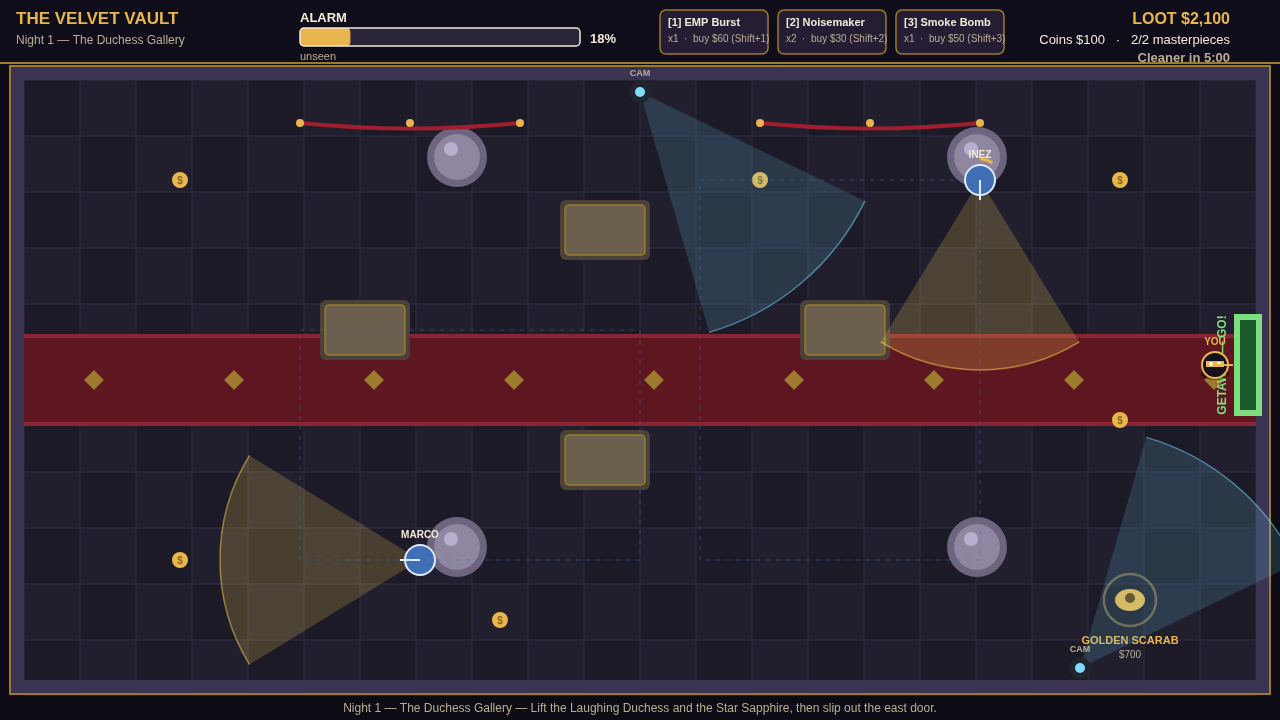 THE VELVET VAULT
Night 1 — The Duchess Gallery
ALARM
18%
unseen
[1] EMP Burst
x1 · buy $60 (Shift+1)
[2] Noisemaker
x2 · buy $30 (Shift+2)
[3] Smoke Bomb
x1 · buy $50 (Shift+3)
LOOT $2,100
Coins $100 · 2/2 masterpieces
Cleaner in 5:00
CAM
INEZ
$
$
$
$
YOU
GO!
$
MARCO
$
$
GOLDEN SCARAB
CAM
$700
Night 1 — The Duchess Gallery — Lift the Laughing Duchess and the Star Sapphire, then slip out the east door.